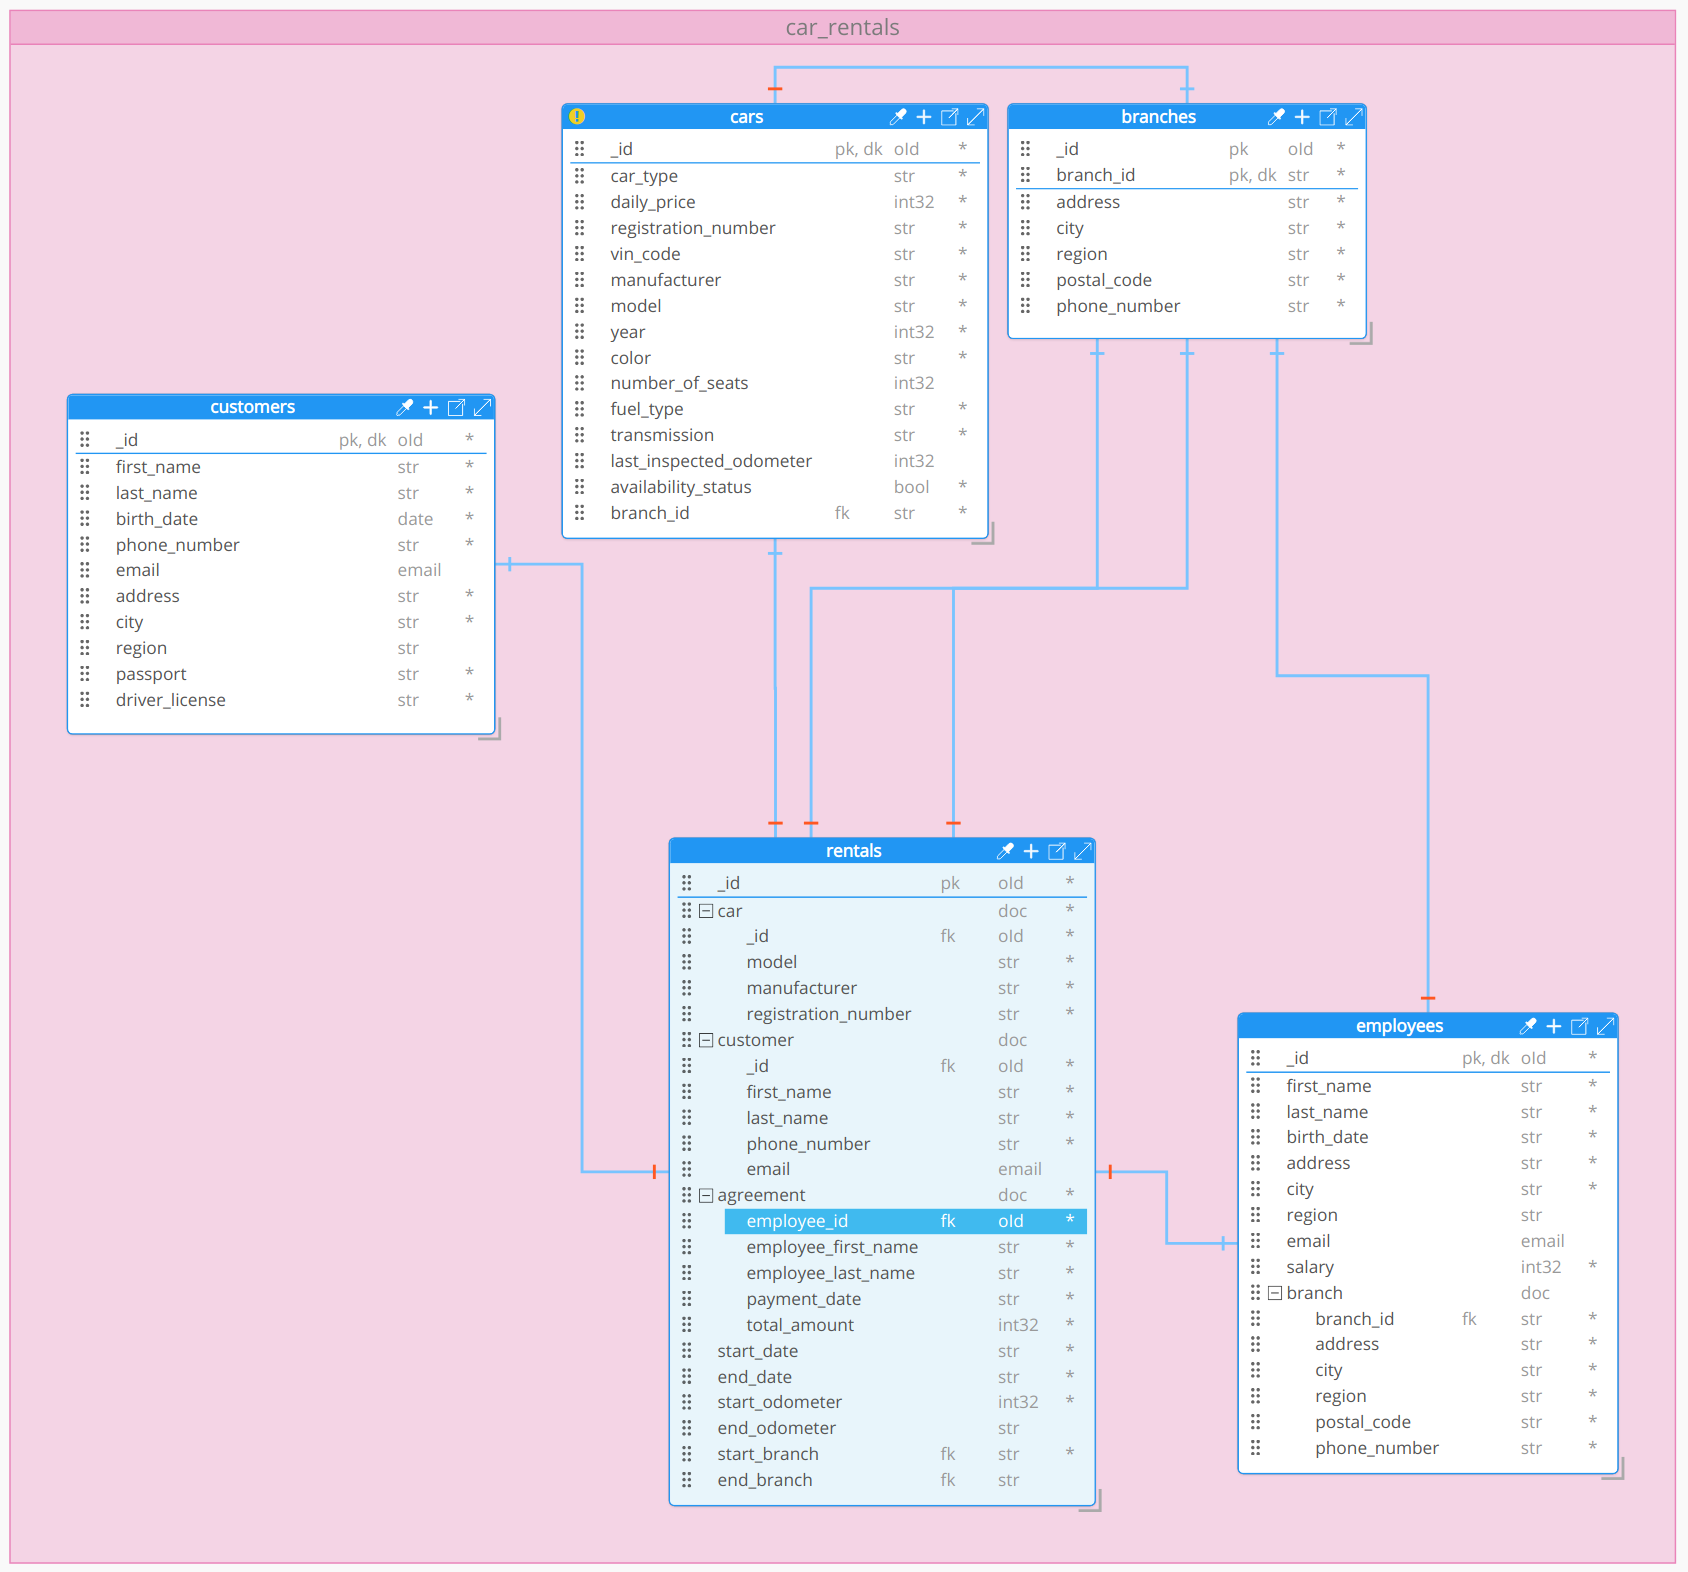 car_rentals
cars
_id pk, dk oId *
car_type str *
daily_price int32 *
registration_number str *
vin_code str *
manufacturer str *
model str *
year int32 *
color str *
number_of_seats int32
fuel_type str *
transmission str *
last_inspected_odometer int32
availability_status bool *
branch_id fk str *
branches
_id pk oId *
branch_id pk, dk str *
address str *
city str *
region str *
postal_code str *
phone_number str *
customers
_id pk, dk oId *
first_name str *
last_name str *
birth_date date *
phone_number str *
email email
address str *
city str *
region str
passport str *
driver_license str *
rentals
_id pk oId *
car doc *
_id fk oId *
model str *
manufacturer str *
registration_number str *
customer doc
_id fk oId *
first_name str *
last_name str *
phone_number str *
email email
agreement doc *
employee_id fk oId *
employee_first_name str *
employee_last_name str *
payment_date str *
total_amount int32 *
start_date str *
end_date str *
start_odometer int32 *
end_odometer str
start_branch fk str *
end_branch fk str
employees
_id pk, dk oId *
first_name str *
last_name str *
birth_date str *
address str *
city str *
region str
email email
salary int32 *
branch doc
branch_id fk str *
address str *
city str *
region str *
postal_code str *
phone_number str *